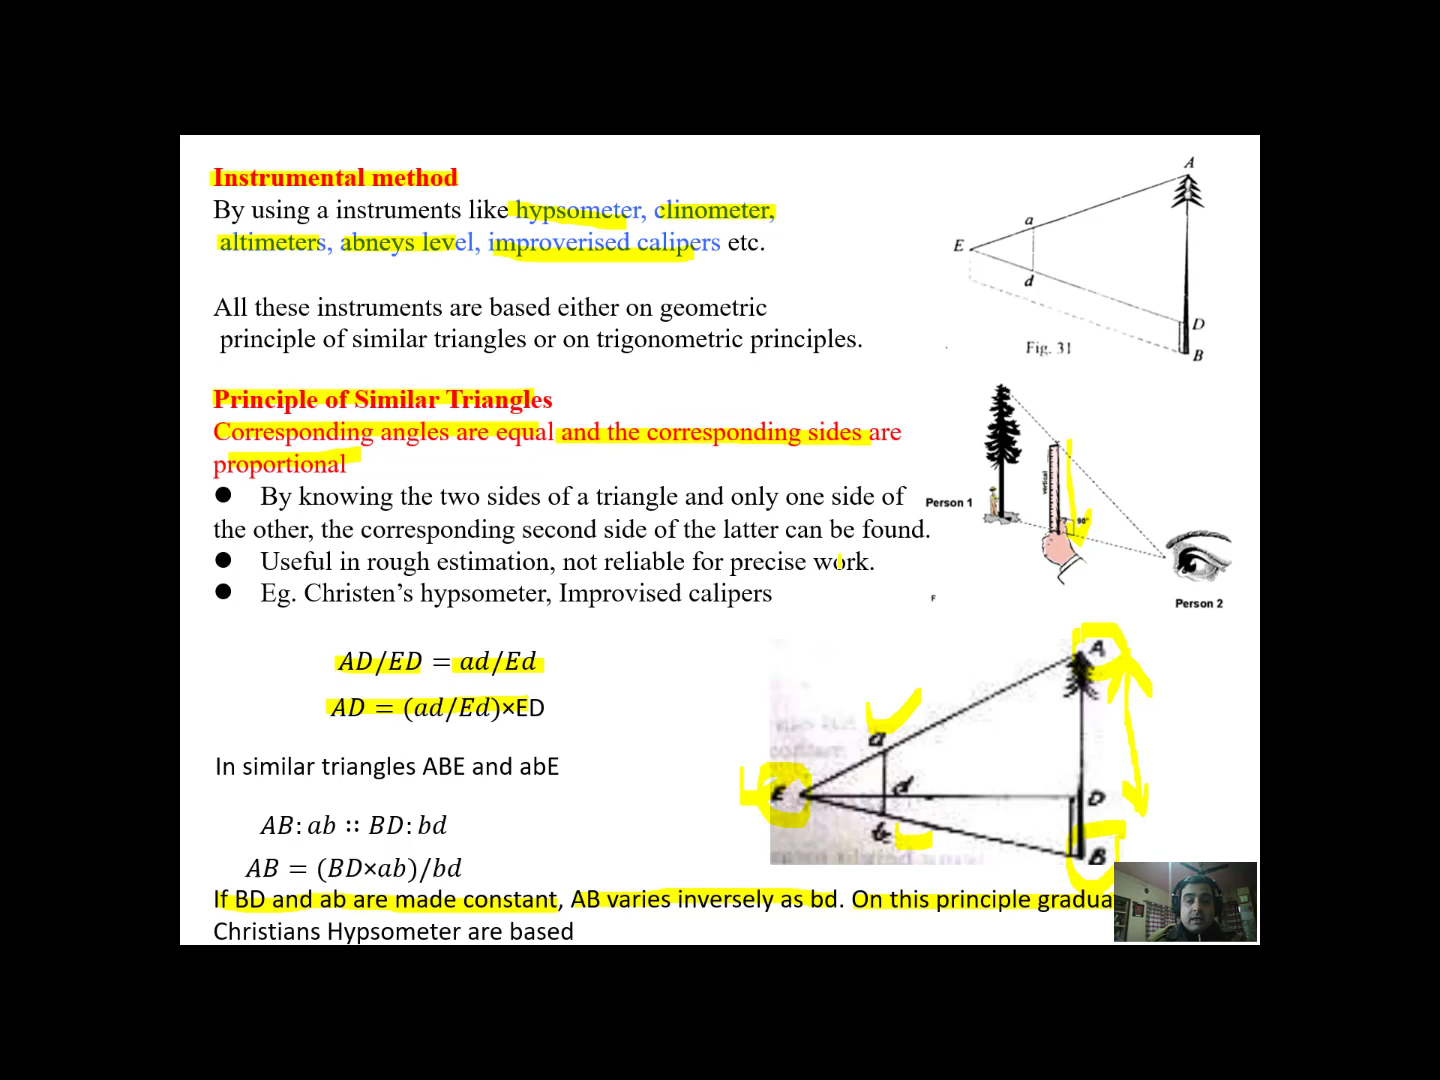 Instrumental method
By using a instruments like hypsometer, clinometer,
altimeters, abneys level, improverised calipers etc.
All these instruments are based either on geometric
principle of similar triangles or on trigonometric principles.
A
a
E
d
D
B
Fig. 31
Principle of Similar Triangles
Corresponding angles are equal and the corresponding sides are
proportional
● By knowing the two sides of a triangle and only one side of
the other, the corresponding second side of the latter can be found.
● Useful in rough estimation, not reliable for precise work.
● Eg. Christen's hypsometer, Improvised calipers
Person 1
vertical
90°
Person 2
F
AD/ED = ad/Ed
AD = (ad/Ed)×ED
In similar triangles ABE and abE
AB: ab ∷ BD: bd
AB = (BD×ab)/bd
A
a
E
d
D
b
B
If BD and ab are made constant, AB varies inversely as bd. On this principle gradua
Christians Hypsometer are based